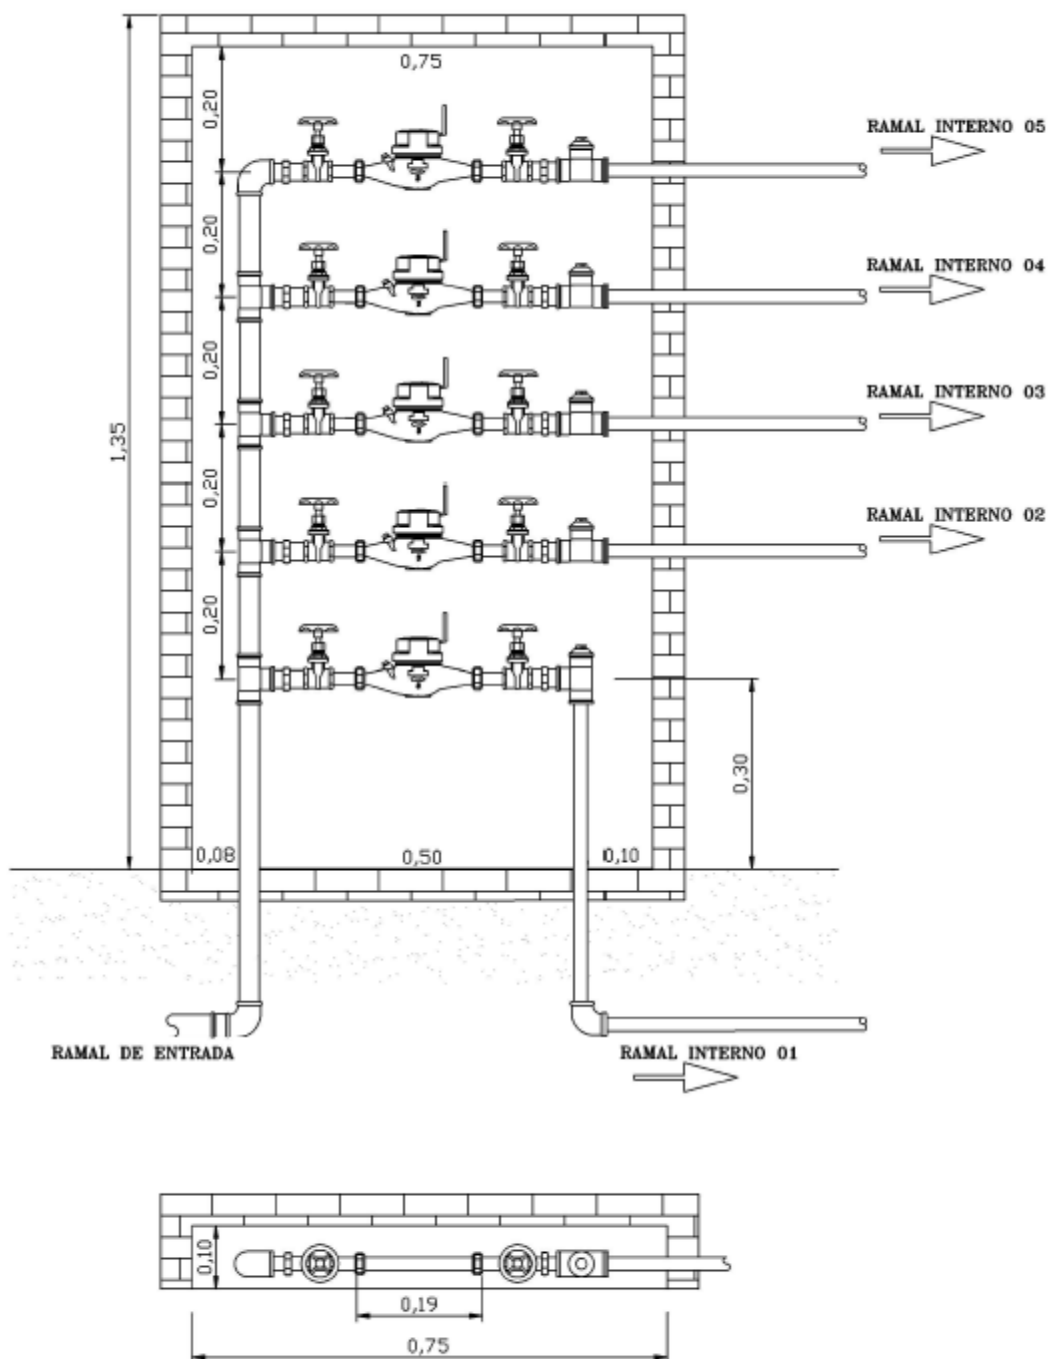 0,75
0,20
RAMAL INTERNO 05
0,20
RAMAL INTERNO 04
0,20
RAMAL INTERNO 03
1,35
0,20
RAMAL INTERNO 02
0,20
0,30
0,08
0,50
0,10
RAMAL DE ENTRADA
RAMAL INTERNO 01
0,10
0,19
0,75